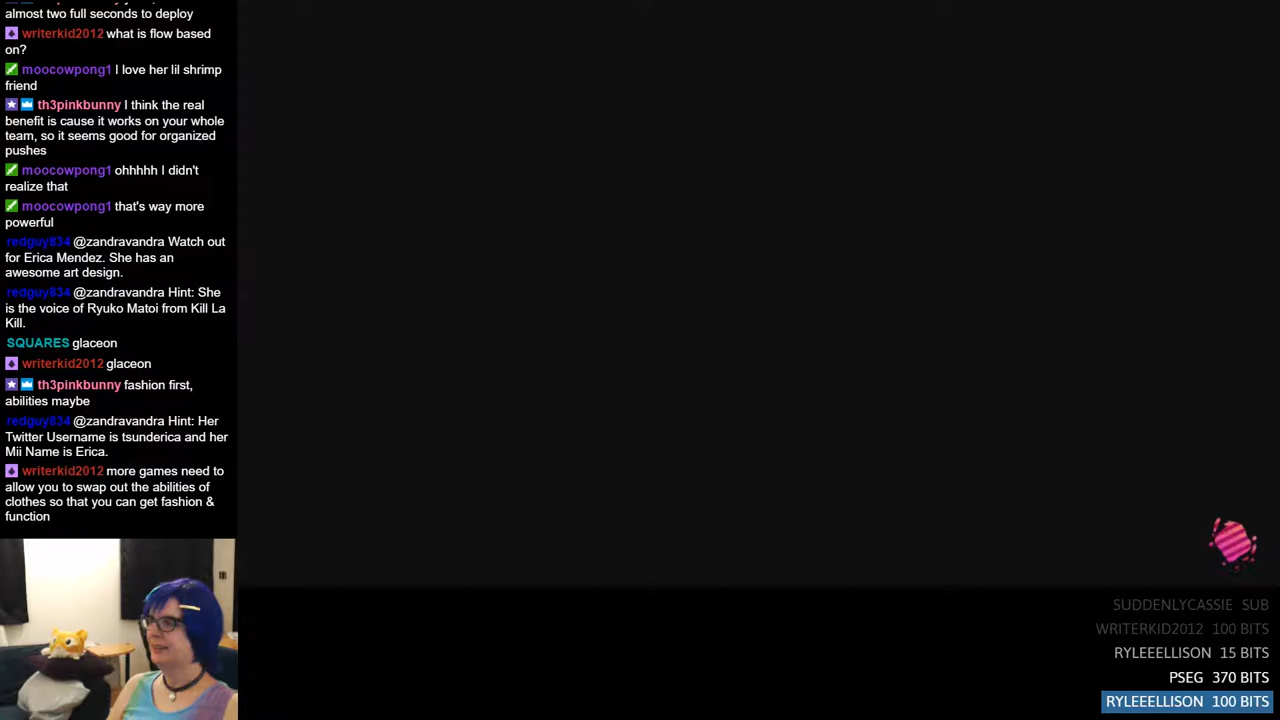 almost two full seconds to deploy
writerkid2012 what is flow based
on?
moocowpong1 I love her lil shrimp
friend
th3pinkbunny I think the real
benefit is cause it works on your whole
team, so it seems good for organized
pushes
moocowpong1 ohhhhh I didn't
realize that
moocowpong1 that's way more
powerful
redguy834 @zandravandra Watch out
for Erica Mendez. She has an
awesome art design.
redguy834 @zandravandra Hint: She
is the voice of Ryuko Matoi from Kill La
Kill.
SQUARES glaceon
writerkid2012 glaceon
th3pinkbunny fashion first,
abilities maybe
redguy834 @zandravandra Hint: Her
Twitter Username is tsunderica and her
Mii Name is Erica.
writerkid2012 more games need to
allow you to swap out the abilities of
clothes so that you can get fashion &
function
SUDDENLYCASSIE SUB
WRITERKID2012 100 BITS
RYLEEELLISON 15 BITS
PSEG 370 BITS
RYLEEELLISON 100 BITS